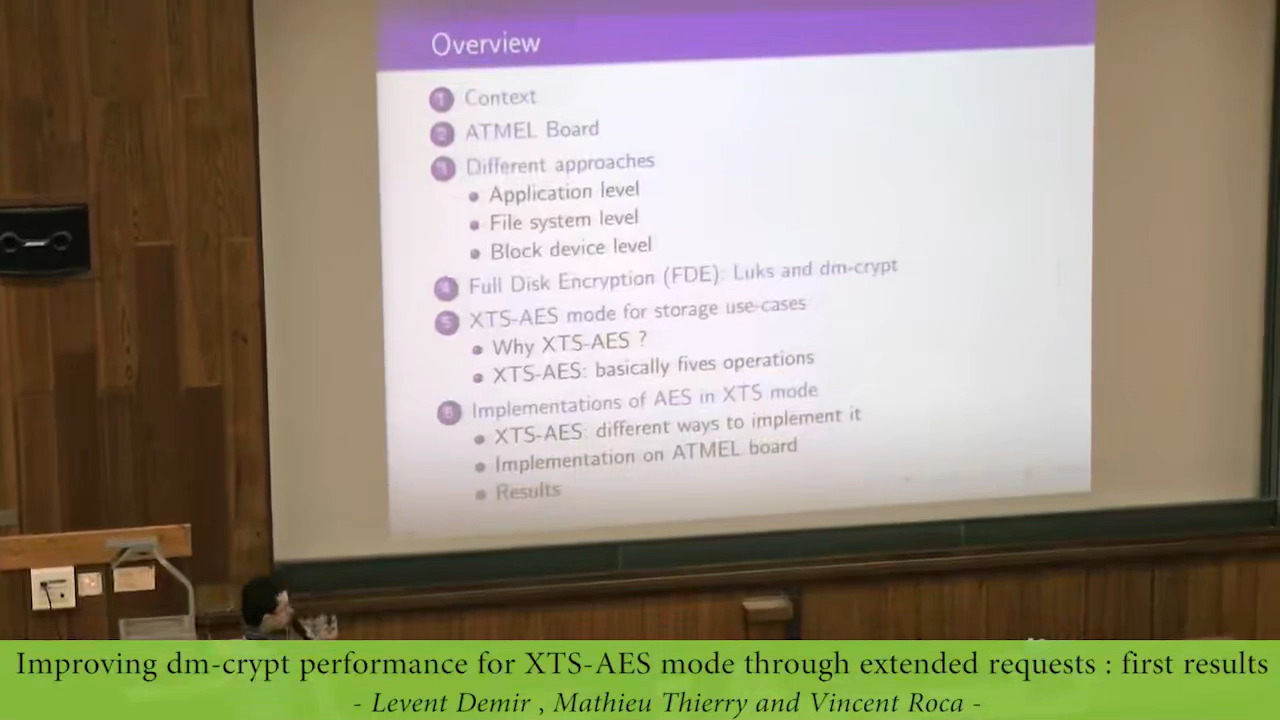 Overview
1 Context
2 ATMEL Board
3 Different approaches
Application level
File system level
Block device level
4 Full Disk Encryption (FDE): Luks and dm-crypt
5 XTS-AES mode for storage use-cases
Why XTS-AES ?
XTS-AES: basically fives operations
6 Implementations of AES in XTS mode
XTS-AES: different ways to implement it
Implementation on ATMEL board
Results
Improving dm-crypt performance for XTS-AES mode through extended requests : first results
- Levent Demir , Mathieu Thierry and Vincent Roca -